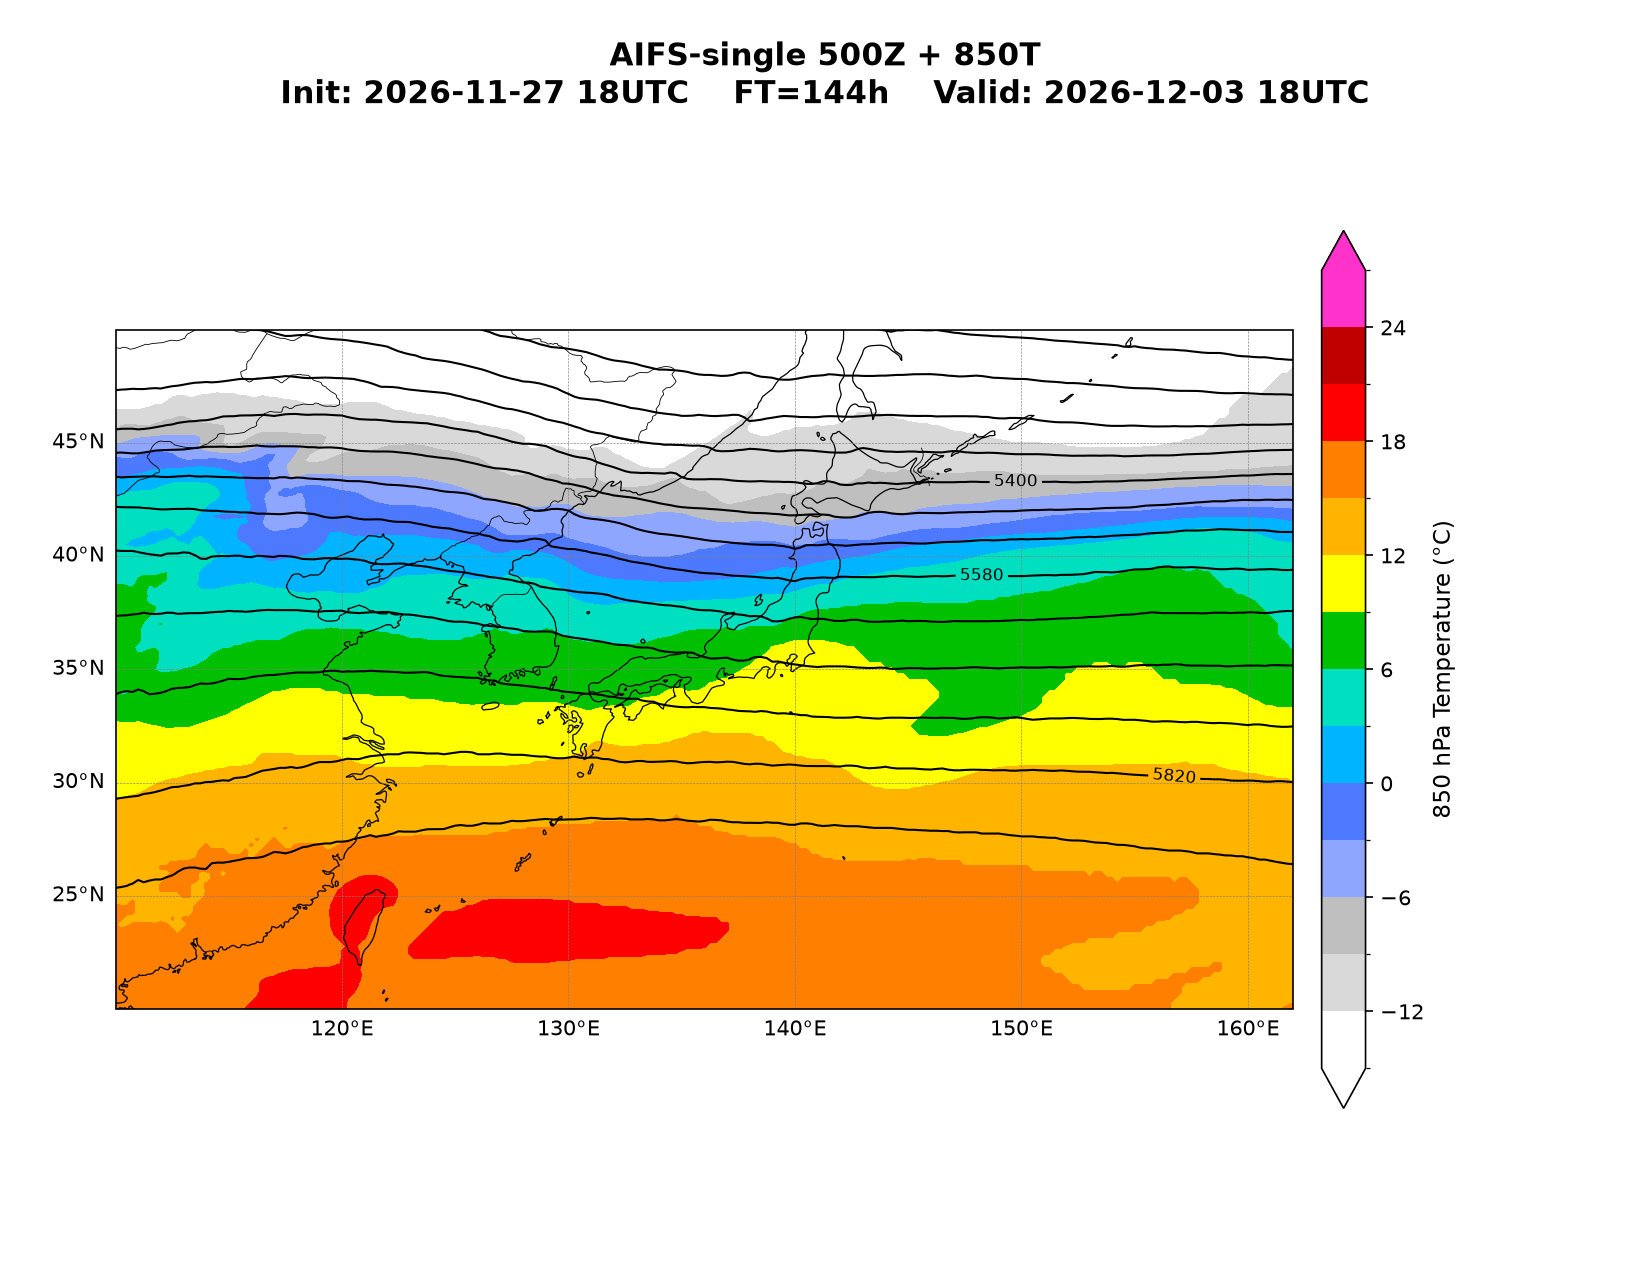 AIFS-single 500Z + 850T
Init: 2026-11-27 18UTC    FT=144h    Valid: 2026-12-03 18UTC
45°N
40°N
35°N
30°N
25°N
120°E
130°E
140°E
150°E
160°E
5400
5580
5820
24
18
12
6
0
−6
−12
850 hPa Temperature (°C)